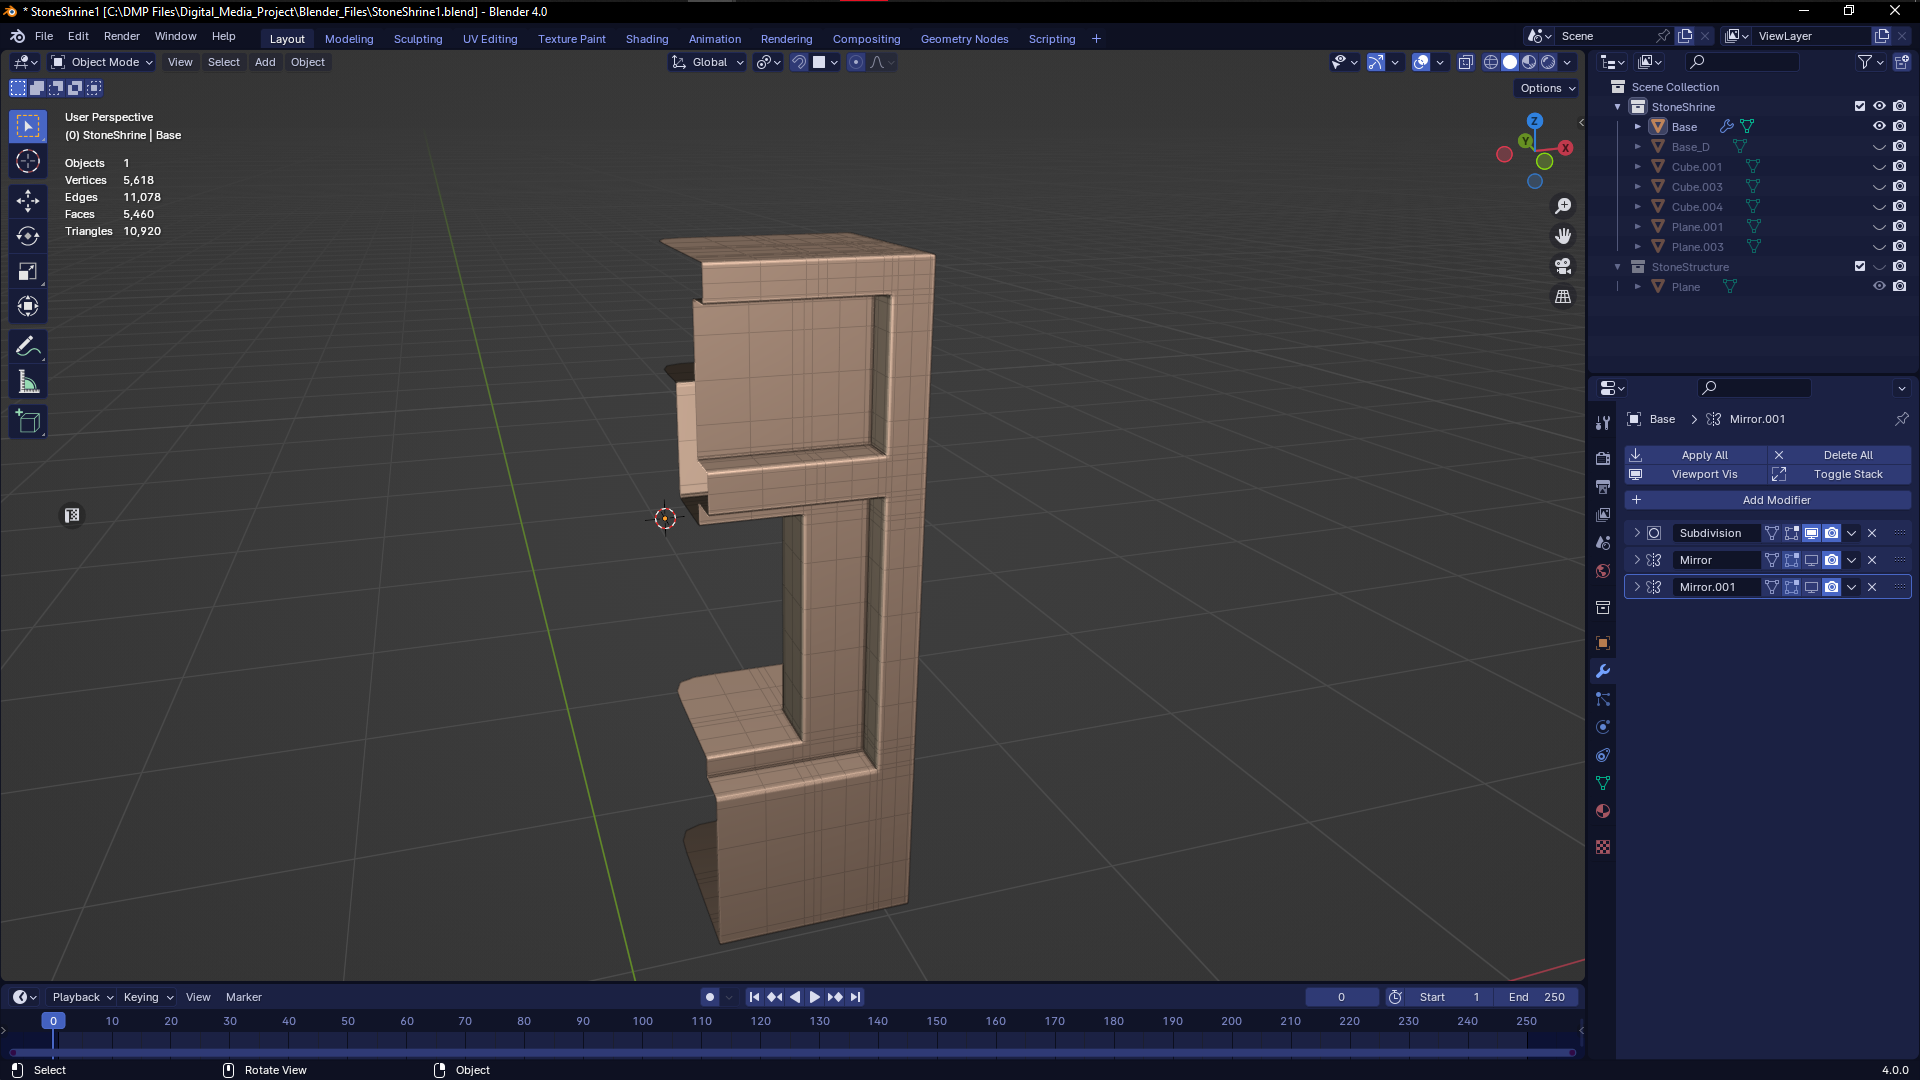 * StoneShrine1 [C:\DMP Files\Digital_Media_Project\Blender_Files\StoneShrine1.blend] - Blender 4.0
File Edit Render Window Help Layout Modeling Sculpting UV Editing Texture Paint Shading Animation Rendering Compositing Geometry Nodes Scripting + Scene ViewLayer
Object Mode View Select Add Object Global
Options
User Perspective
(0) StoneShrine | Base
Objects 1
Vertices 5,618
Edges 11,078
Faces 5,460
Triangles 10,920
Z
Y
X
Scene Collection
StoneShrine
Base
Base_D
Cube.001
Cube.003
Cube.004
Plane.001
Plane.003
StoneStructure
Plane
Base > Mirror.001
Apply All Delete All
Viewport Vis Toggle Stack
Add Modifier
Subdivision
Mirror
Mirror.001
Playback Keying View Marker 0 Start 1 End 250
0 10 20 30 40 50 60 70 80 90 100 110 120 130 140 150 160 170 180 190 200 210 220 230 240 250
Select Rotate View Object 4.0.0